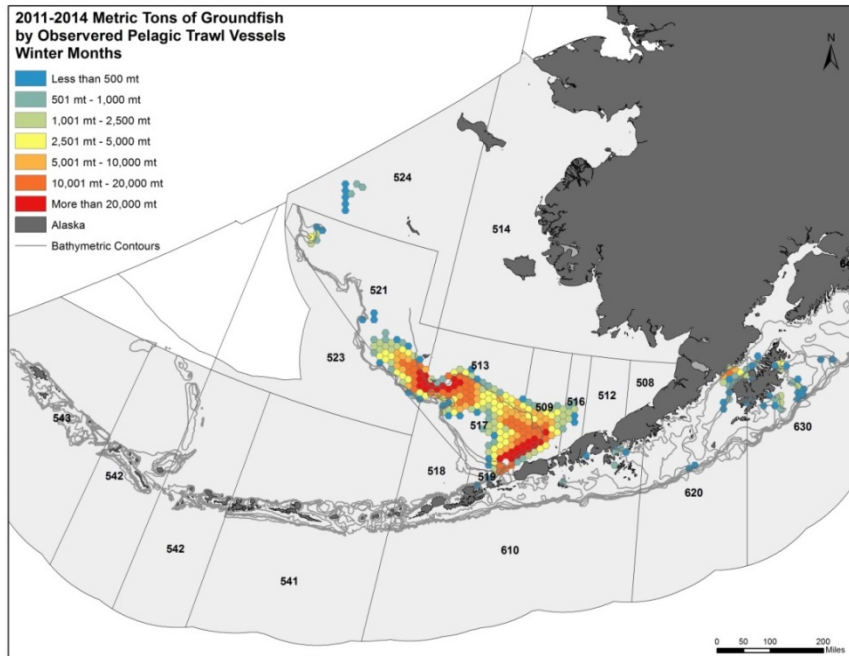 2011-2014 Metric Tons of Groundfish
by Observed Pelagic Trawl Vessels
Winter Months
Less than 500 mt
501 mt - 1,000 mt
1,001 mt - 2,500 mt
2,501 mt - 5,000 mt
5,001 mt - 10,000 mt
10,001 mt - 20,000 mt
More than 20,000 mt
Alaska
Bathymetric Contours
N
524
514
521
523
513
508
512
516
509
517
543
542
518
519
630
620
610
542
541
0 50 100 200
Miles